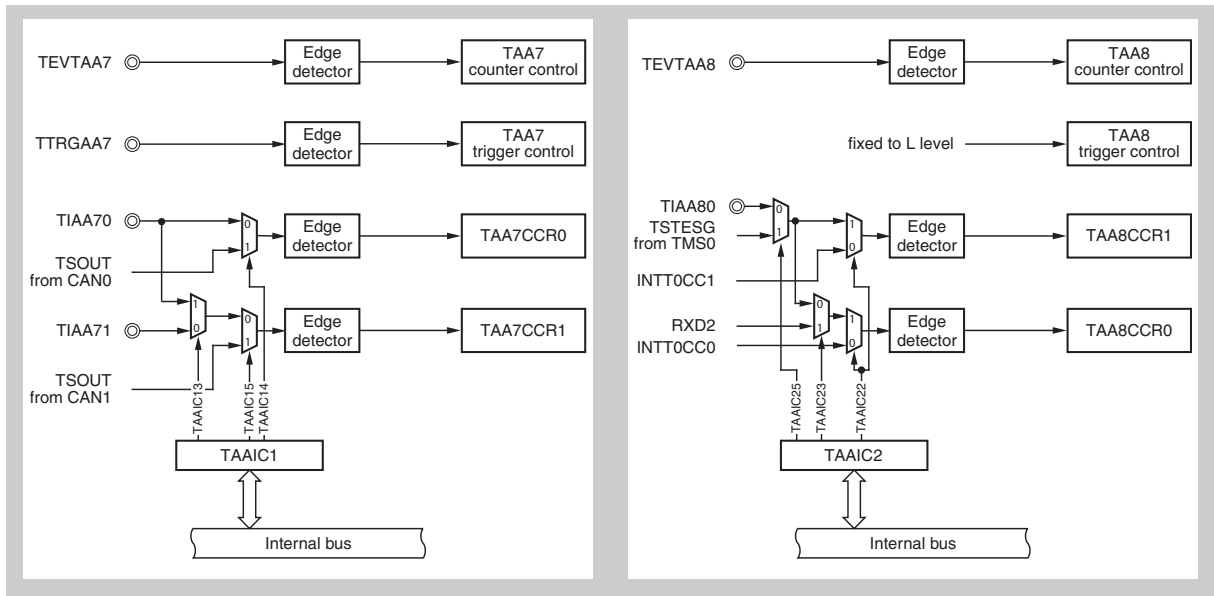 TEVTAA7
Edge
detector
TAA7
counter control
TTRGAA7
Edge
detector
TAA7
trigger control
TIAA70
0
1
Edge
detector
TAA7CCR0
TSOUT
from CAN0
1
0
TIAA71
0
1
Edge
detector
TAA7CCR1
TSOUT
from CAN1
TAAIC13
TAAIC15
TAAIC14
TAAIC1
Internal bus
TEVTAA8
Edge
detector
TAA8
counter control
fixed to L level
TAA8
trigger control
TIAA80
0
1
TSTESG
from TMS0
1
0
Edge
detector
TAA8CCR1
INTT0CC1
0
1
RXD2
INTT0CC0
1
0
Edge
detector
TAA8CCR0
TAAIC25
TAAIC23
TAAIC22
TAAIC2
Internal bus